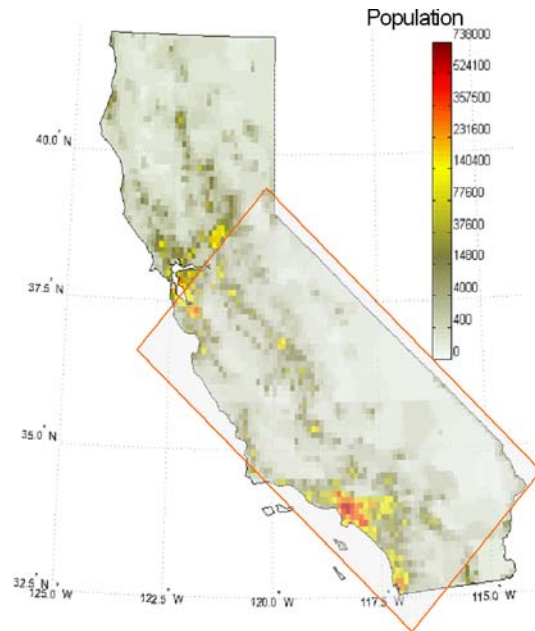 Population
738000
524100
357500
231600
140400
77600
37600
14800
4000
400
0
40.0° N
37.5° N
35.0° N
32.5° N
125.0° W
122.5° W
120.0° W
117.5° W
115.0° W